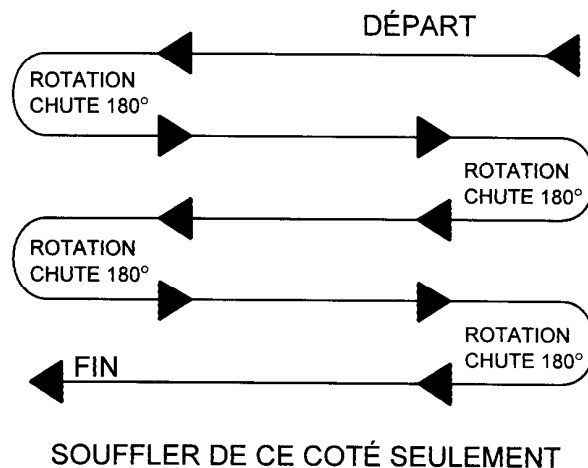 DÉPART
ROTATION
CHUTE 180°
ROTATION
CHUTE 180°
ROTATION
CHUTE 180°
ROTATION
CHUTE 180°
FIN
SOUFFLER DE CE COTÉ SEULEMENT